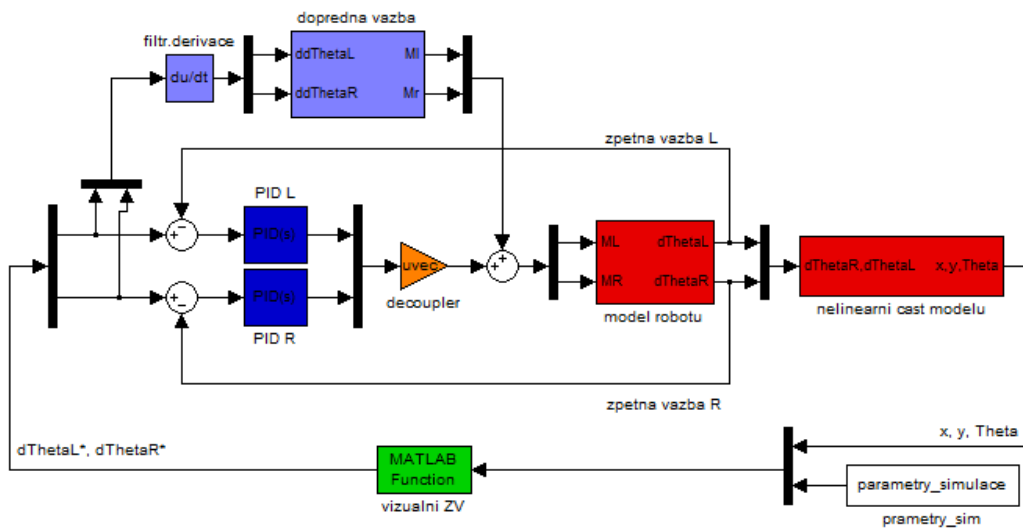 dopredna vazba
filtr.derivace
du/dt
ddThetaL
Ml
ddThetaR
Mr
zpetna vazba L
PID L
PID(s)
PID(s)
PID R
uvec
decoupler
ML
dThetaL
MR
dThetaR
model robotu
dThetaR,dThetaL
x,y,Theta
nelinearni cast modelu
zpetna vazba R
x, y, Theta
dThetaL*, dThetaR*
MATLAB
Function
vizualni ZV
parametry_simulace
prametry_sim